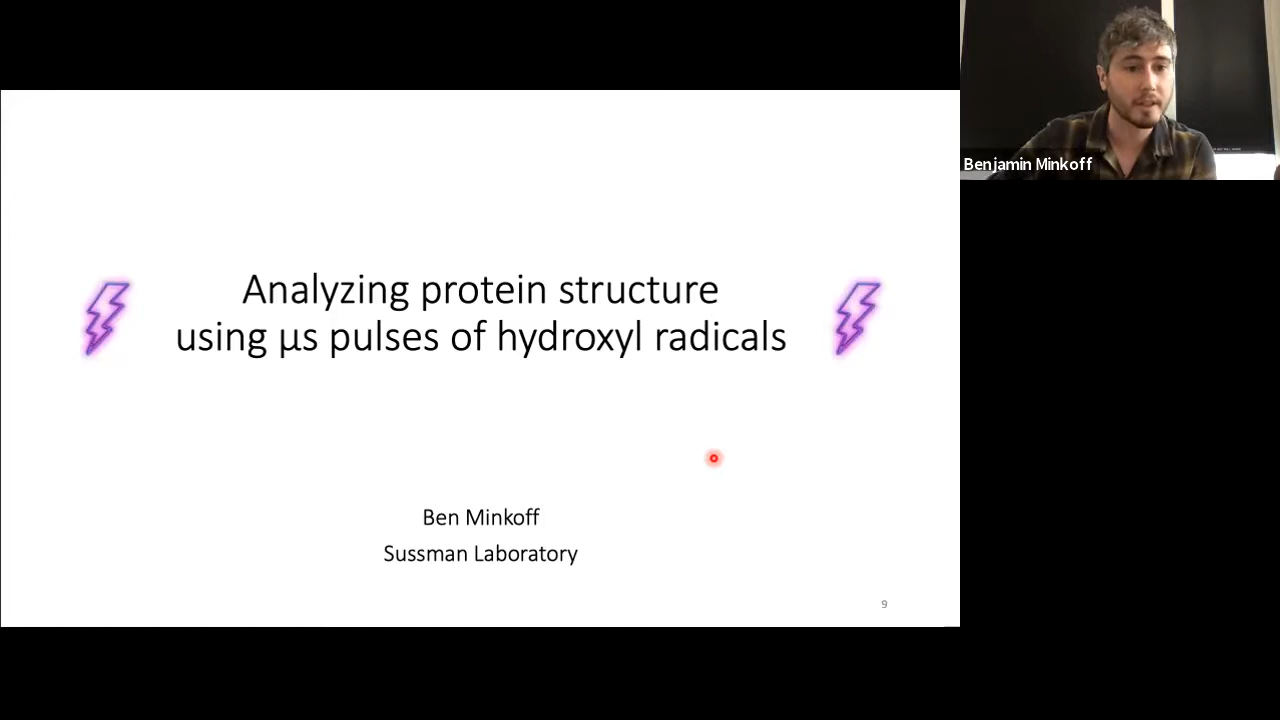 Benjamin Minkoff
Analyzing protein structure
using µs pulses of hydroxyl radicals
Ben Minkoff
Sussman Laboratory
9